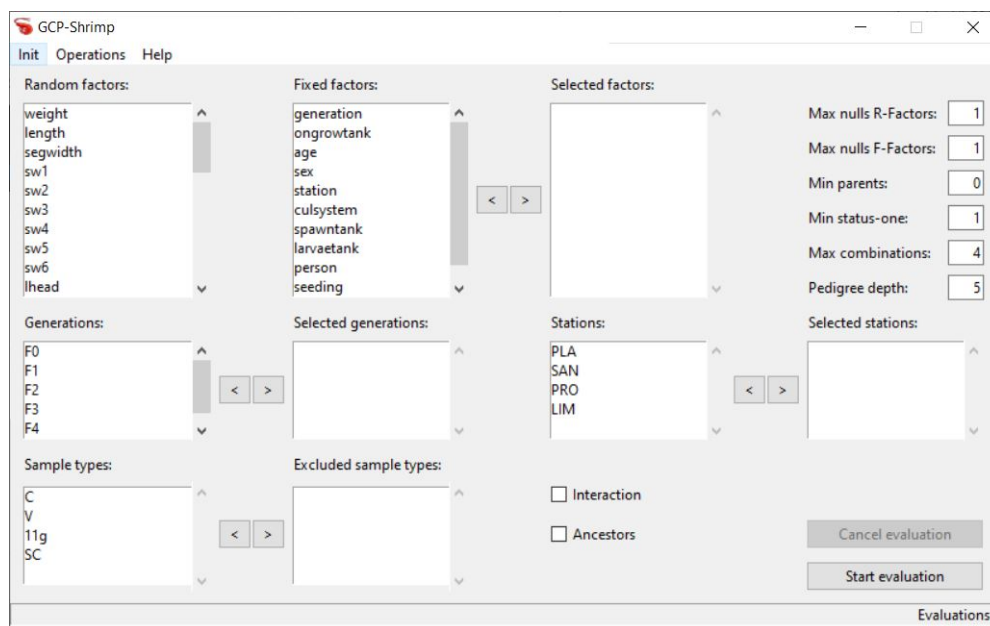 GCP-Shrimp
Init Operations Help
Random factors:
weight
length
segwidth
sw1
sw2
sw3
sw4
sw5
sw6
lhead
Fixed factors:
generation
ongrowtank
age
sex
station
culsystem
spawntank
larvaetank
person
seeding
< >
Selected factors:
Max nulls R-Factors: 1
Max nulls F-Factors: 1
Min parents: 0
Min status-one: 1
Max combinations: 4
Pedigree depth: 5
Generations:
F0
F1
F2
F3
F4
< >
Selected generations:
Stations:
PLA
SAN
PRO
LIM
< >
Selected stations:
Sample types:
C
V
11g
SC
< >
Excluded sample types:
Interaction
Ancestors
Cancel evaluation
Start evaluation
Evaluations